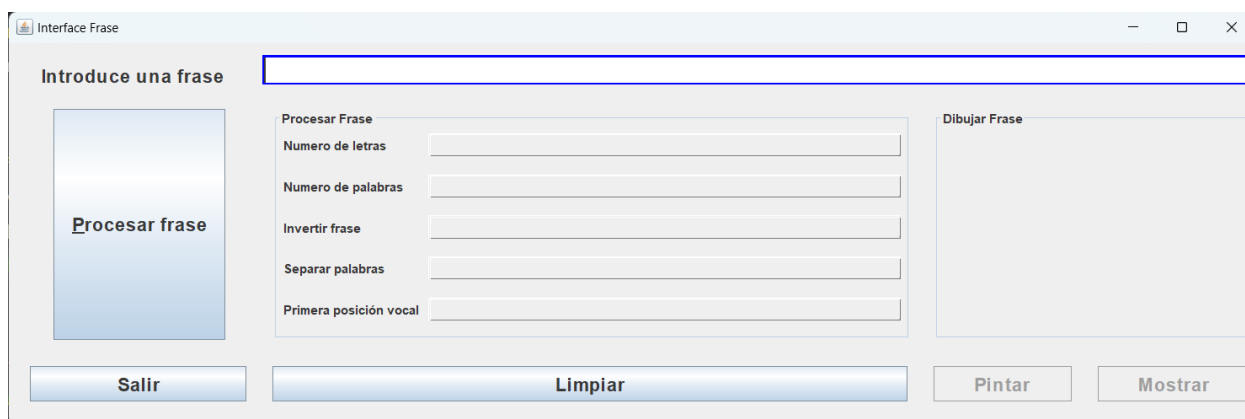 Interface Frase
Introduce una frase
Procesar frase
Procesar Frase
Numero de letras
Numero de palabras
Invertir frase
Separar palabras
Primera posición vocal
Dibujar Frase
Salir
Limpiar
Pintar
Mostrar